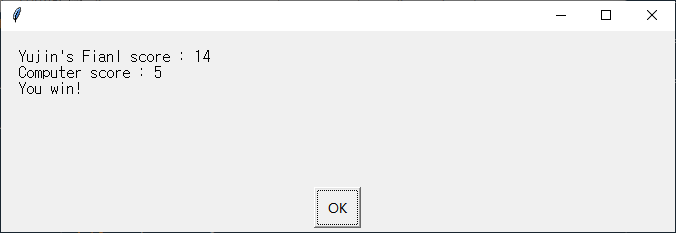 Yujin's Fianl score : 14
Computer score : 5
You win!
OK